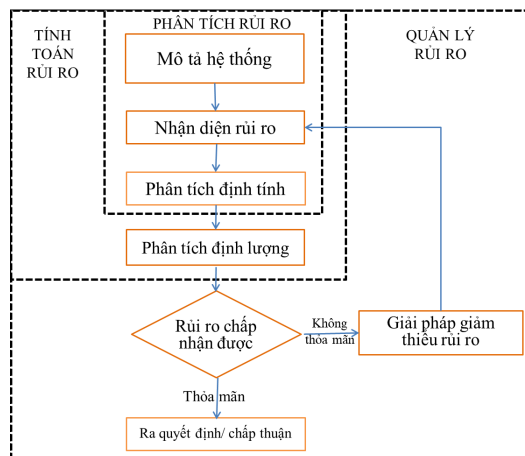 PHÂN TÍCH RỦI RO
TÍNH
TOÁN
RỦI RO
QUẢN LÝ
RỦI RO
Mô tả hệ thống
Nhận diện rủi ro
Phân tích định tính
Phân tích định lượng
Rủi ro chấp
nhận được
Không
thỏa mãn
Giải pháp giảm
thiểu rủi ro
Thỏa mãn
Ra quyết định/ chấp thuận